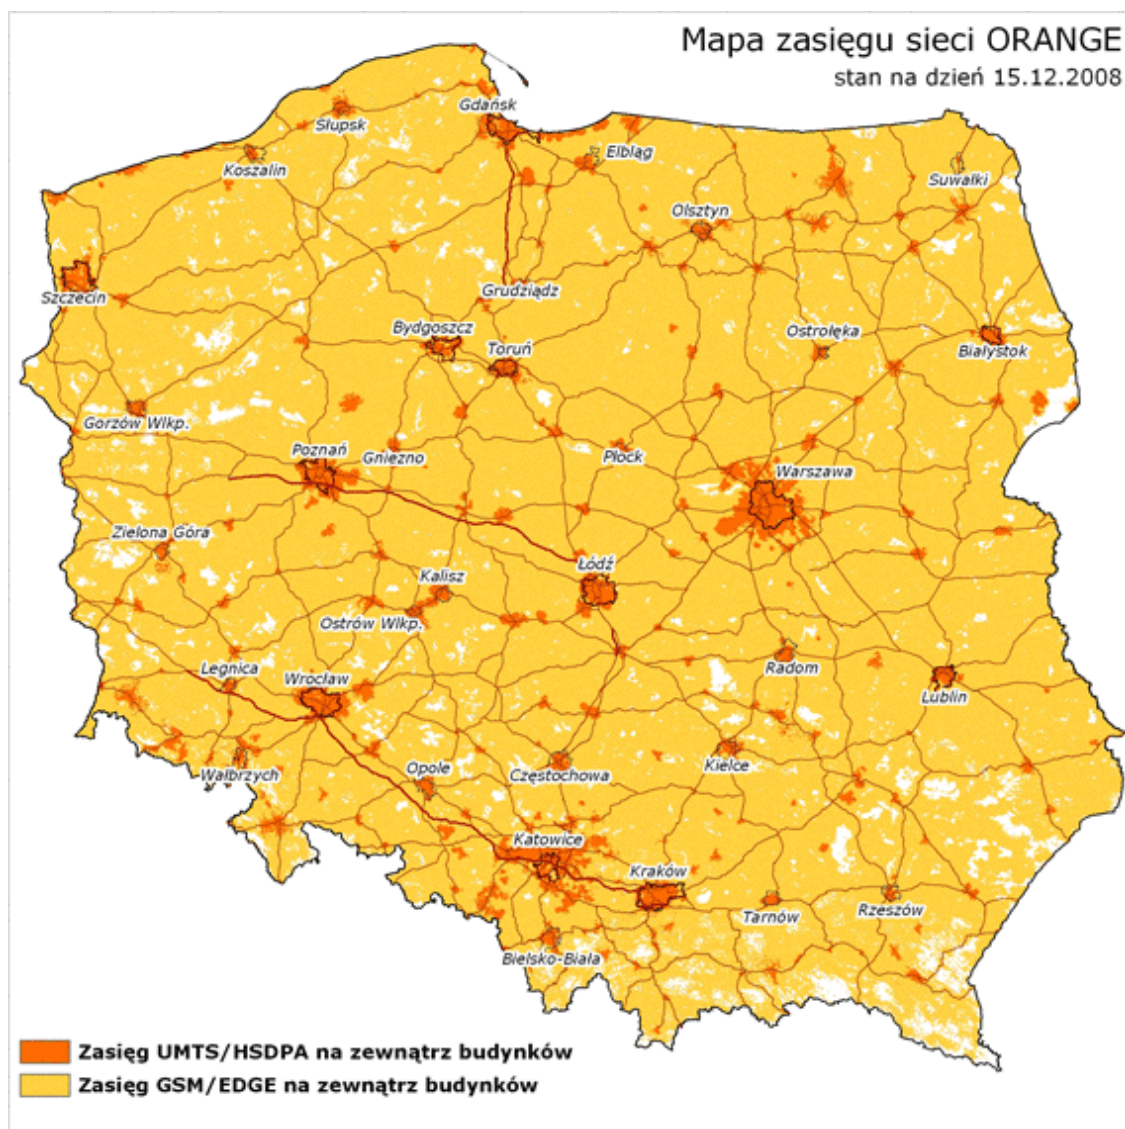 Mapa zasięgu sieci ORANGE
stan na dzień 15.12.2008
Gdańsk
Słupsk
Elbląg
Koszalin
Suwałki
Olsztyn
Szczecin
Grudziądz
Bydgoszcz
Ostrołęka
Toruń
Białystok
Gorzów Wlkp.
Poznań
Gniezno
Płock
Warszawa
Zielona Góra
Łódź
Kalisz
Ostrów Wlkp.
Legnica
Radom
Wrocław
Lublin
Wałbrzych
Opole
Częstochowa
Kielce
Katowice
Kraków
Tarnów
Rzeszów
Bielsko-Biała
Zasięg UMTS/HSDPA na zewnątrz budynków
Zasięg GSM/EDGE na zewnątrz budynków